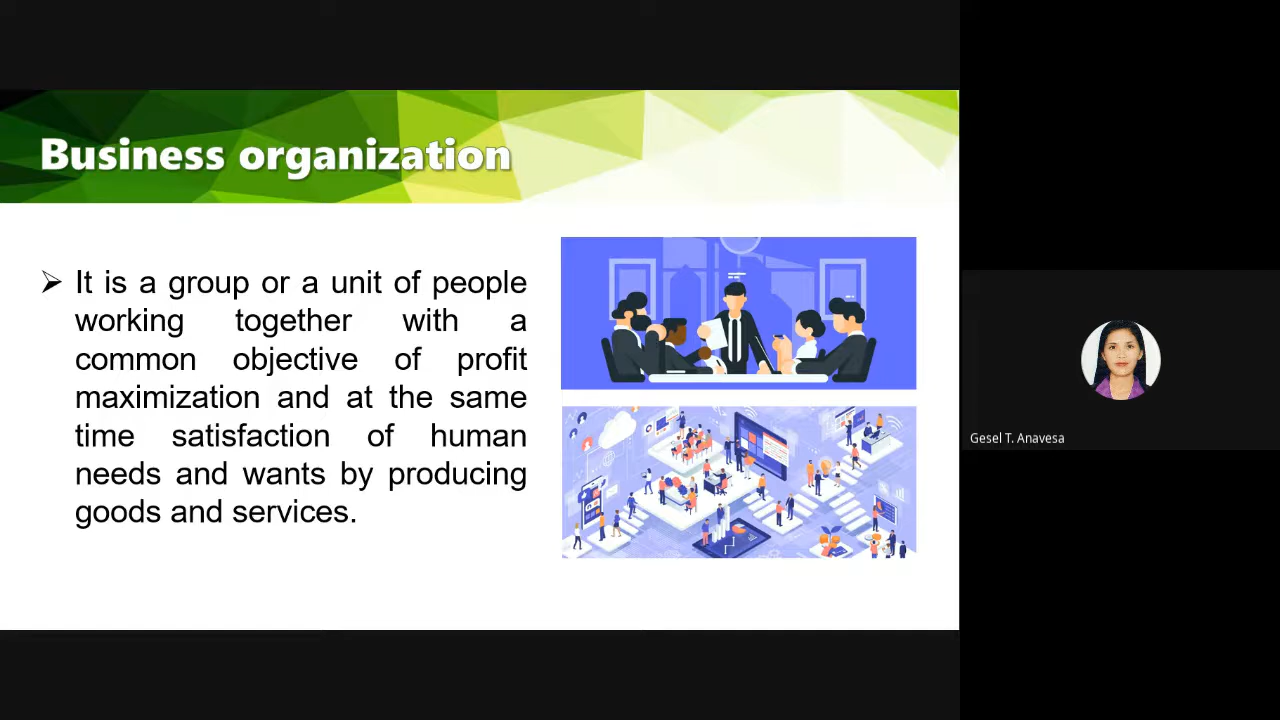 Business organization
It is a group or a unit of people
working together with a
common objective of profit
maximization and at the same
time satisfaction of human
needs and wants by producing
goods and services.
Gesel T. Anavesa